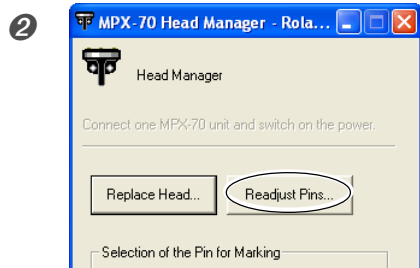 2
MPX-70 Head Manager - Rola...
Head Manager
Connect one MPX-70 unit and switch on the power.
Replace Head...
Readjust Pins...
Selection of the Pin for Marking